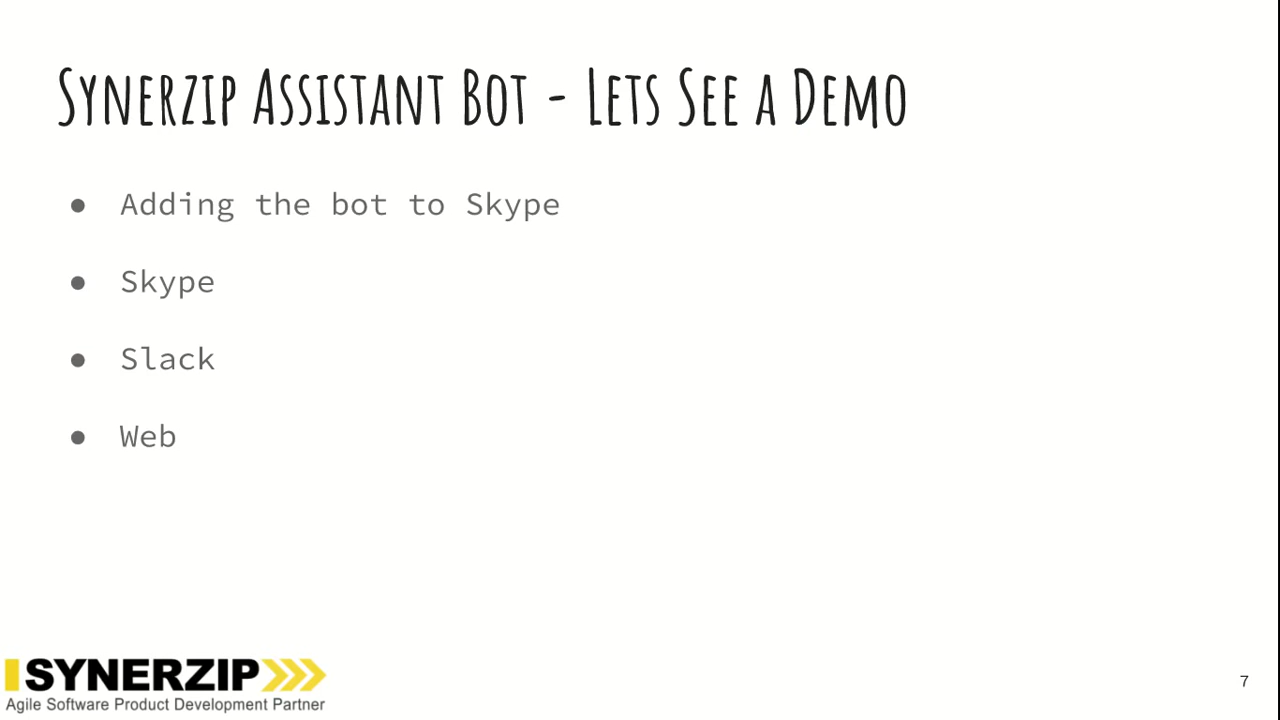 Synerzip Assistant Bot - Lets See a Demo
● Adding the bot to Skype
● Skype
● Slack
● Web
SYNERZIP
Agile Software Product Development Partner
7